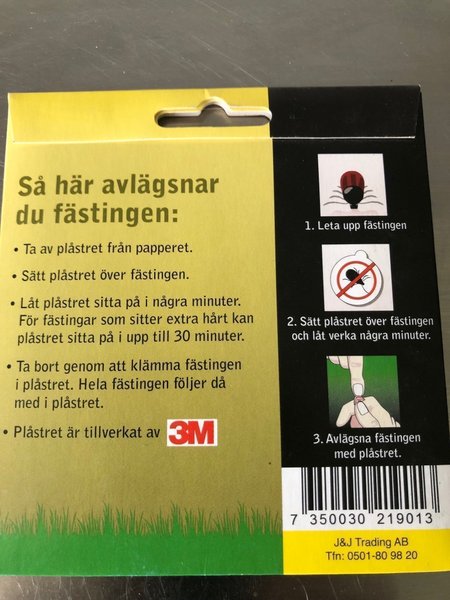 Så här avlägsnar
du fästingen:
• Ta av plåstret från papperet.
• Sätt plåstret över fästingen.
• Låt plåstret sitta på i några minuter.
För fästingar som sitter extra hårt kan
plåstret sitta på i upp till 30 minuter.
• Ta bort genom att klämma fästingen
i plåstret. Hela fästingen följer då
med i plåstret.
• Plåstret är tillverkat av 3M
1. Leta upp fästingen
2. Sätt plåstret över fästingen
och låt verka några minuter.
3. Avlägsna fästingen
med plåstret.
7 350030 219013
J&J Trading AB
Tfn: 0501-80 98 20